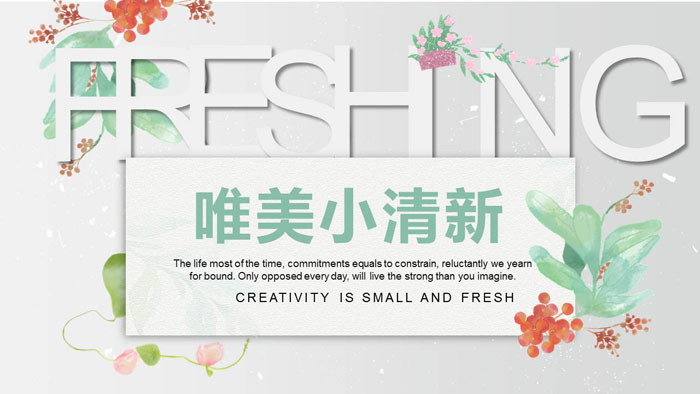 FRESHING
唯美小清新
The life most of the time, commitments equals to constrain, reluctantly we yearn
for bound. Only opposed every day, will live the strong than you imagine.
CREATIVITY IS SMALL AND FRESH